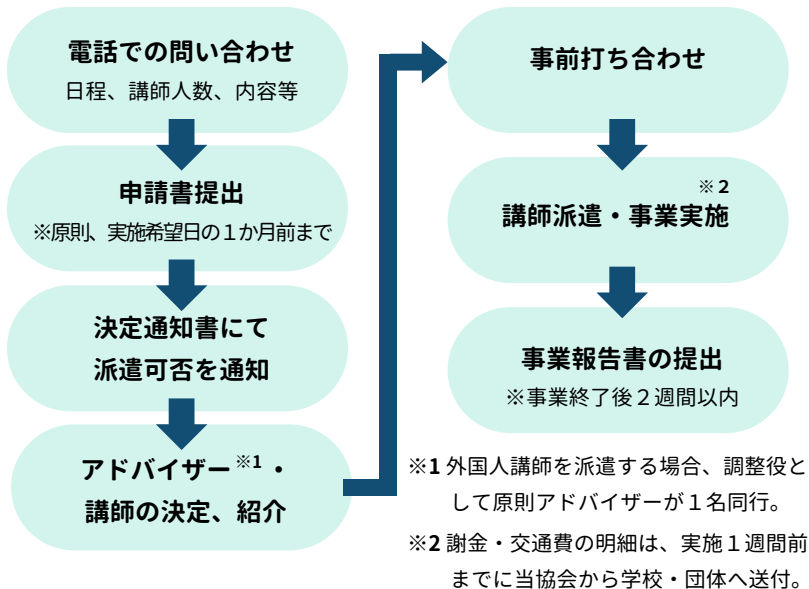 電話での問い合わせ
日程、講師人数、内容等
申請書提出
※原則、実施希望日の１か月前まで
決定通知書にて
派遣可否を通知
アドバイザー※1・
講師の決定、紹介
事前打ち合わせ
※２
講師派遣・事業実施
事業報告書の提出
※事業終了後２週間以内
※1 外国人講師を派遣する場合、調整役と
して原則アドバイザーが１名同行。
※2 謝金・交通費の明細は、実施１週間前
までに当協会から学校・団体へ送付。